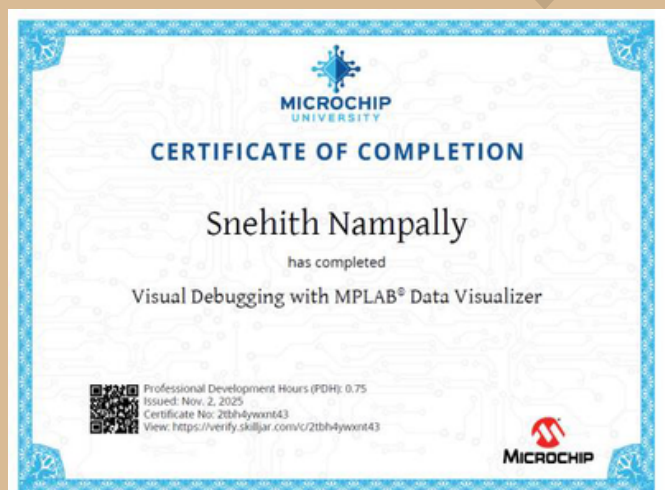 MICROCHIP
UNIVERSITY
CERTIFICATE OF COMPLETION
Snehith Nampally
has completed
Visual Debugging with MPLAB® Data Visualizer
Professional Development Hours (PDH): 0.75
Issued: Nov. 2, 2025
Certificate No: 2tbh4ywxnt43
View: https://verify.skilljar.com/c/2tbh4ywxnt43
MICROCHIP